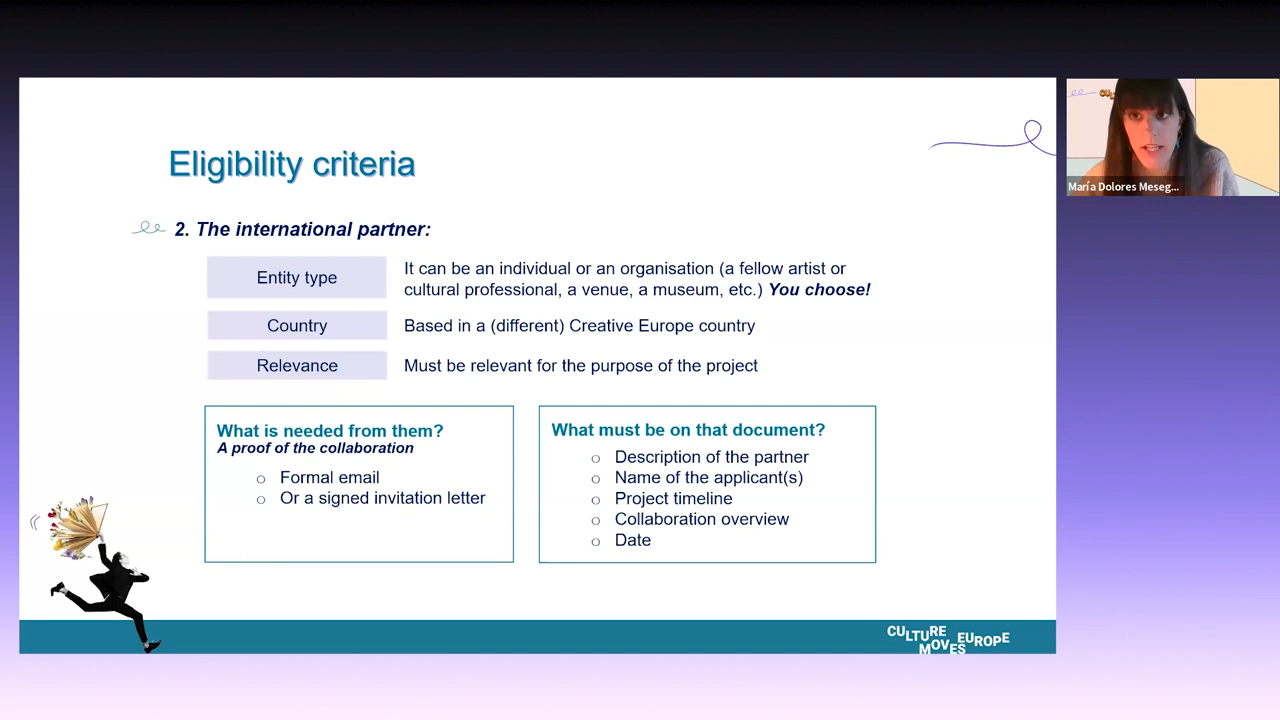 Eligibility criteria
2. The international partner:
Entity type
It can be an individual or an organisation (a fellow artist or
cultural professional, a venue, a museum, etc.) You choose!
Country
Based in a (different) Creative Europe country
Relevance
Must be relevant for the purpose of the project
What is needed from them?
A proof of the collaboration
o Formal email
o Or a signed invitation letter
What must be on that document?
o Description of the partner
o Name of the applicant(s)
o Project timeline
o Collaboration overview
o Date
CULTURE
MOVES EUROPE
CUL
María Dolores Meseg...